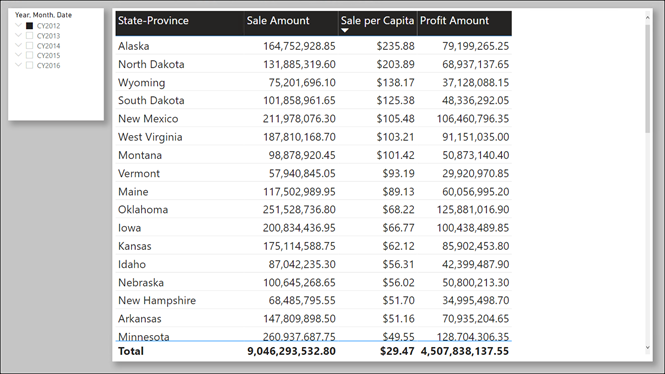 Year, Month, Date
CY2012
CY2013
CY2014
CY2015
CY2016
State-Province Sale Amount Sale per Capita Profit Amount
Alaska 164,752,928.85 $235.88 79,199,265.25
North Dakota 131,885,319.60 $203.89 68,937,137.65
Wyoming 75,201,696.10 $138.17 37,128,088.15
South Dakota 101,858,961.65 $125.38 48,336,292.05
New Mexico 211,978,076.30 $105.48 106,460,796.35
West Virginia 187,810,168.70 $103.21 91,151,035.00
Montana 98,878,920.45 $101.42 50,873,140.40
Vermont 57,940,845.05 $93.19 29,920,970.85
Maine 117,502,989.95 $89.13 60,056,995.20
Oklahoma 251,528,736.80 $68.22 125,881,016.90
Iowa 200,834,436.95 $66.77 100,438,489.85
Kansas 175,114,588.75 $62.12 85,902,453.80
Idaho 87,042,235.30 $56.31 42,399,487.90
Nebraska 100,645,268.65 $56.02 50,800,213.30
New Hampshire 68,485,795.55 $51.70 34,995,498.70
Arkansas 147,809,898.50 $51.16 70,935,204.65
Minnesota 260,937,687.75 $49.55 128,704,306.35
Total 9,046,293,532.80 $29.47 4,507,838,137.55